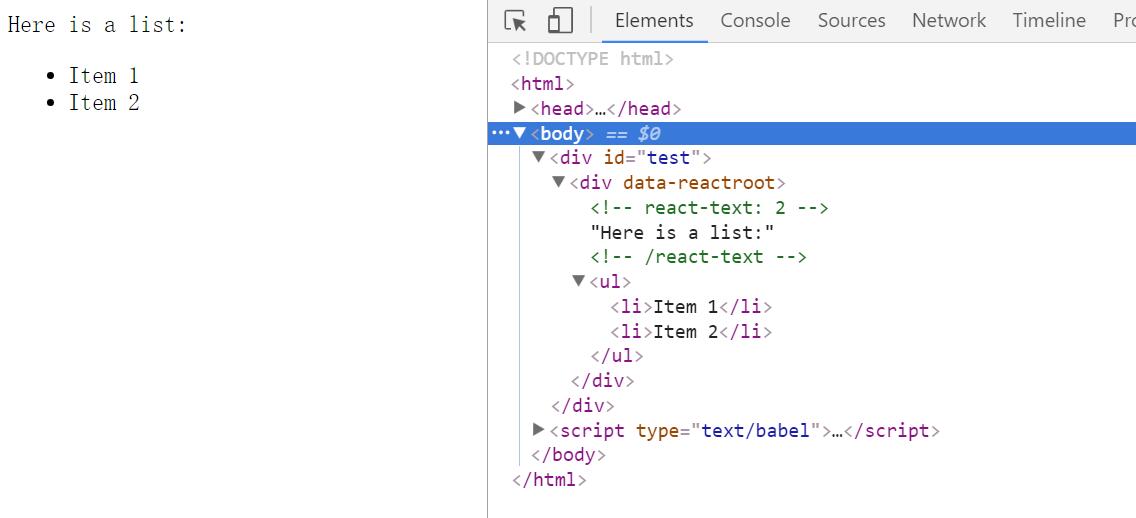 Here is a list:
• Item 1
• Item 2
Elements Console Sources Network Timeline Pro
<!DOCTYPE html>
<html>
▶<head>…</head>
…▼<body> == $0
▼<div id="test">
▼<div data-reactroot>
<!-- react-text: 2 -->
"Here is a list:"
<!-- /react-text -->
▼<ul>
<li>Item 1</li>
<li>Item 2</li>
</ul>
</div>
</div>
▶<script type="text/babel">…</script>
</body>
</html>